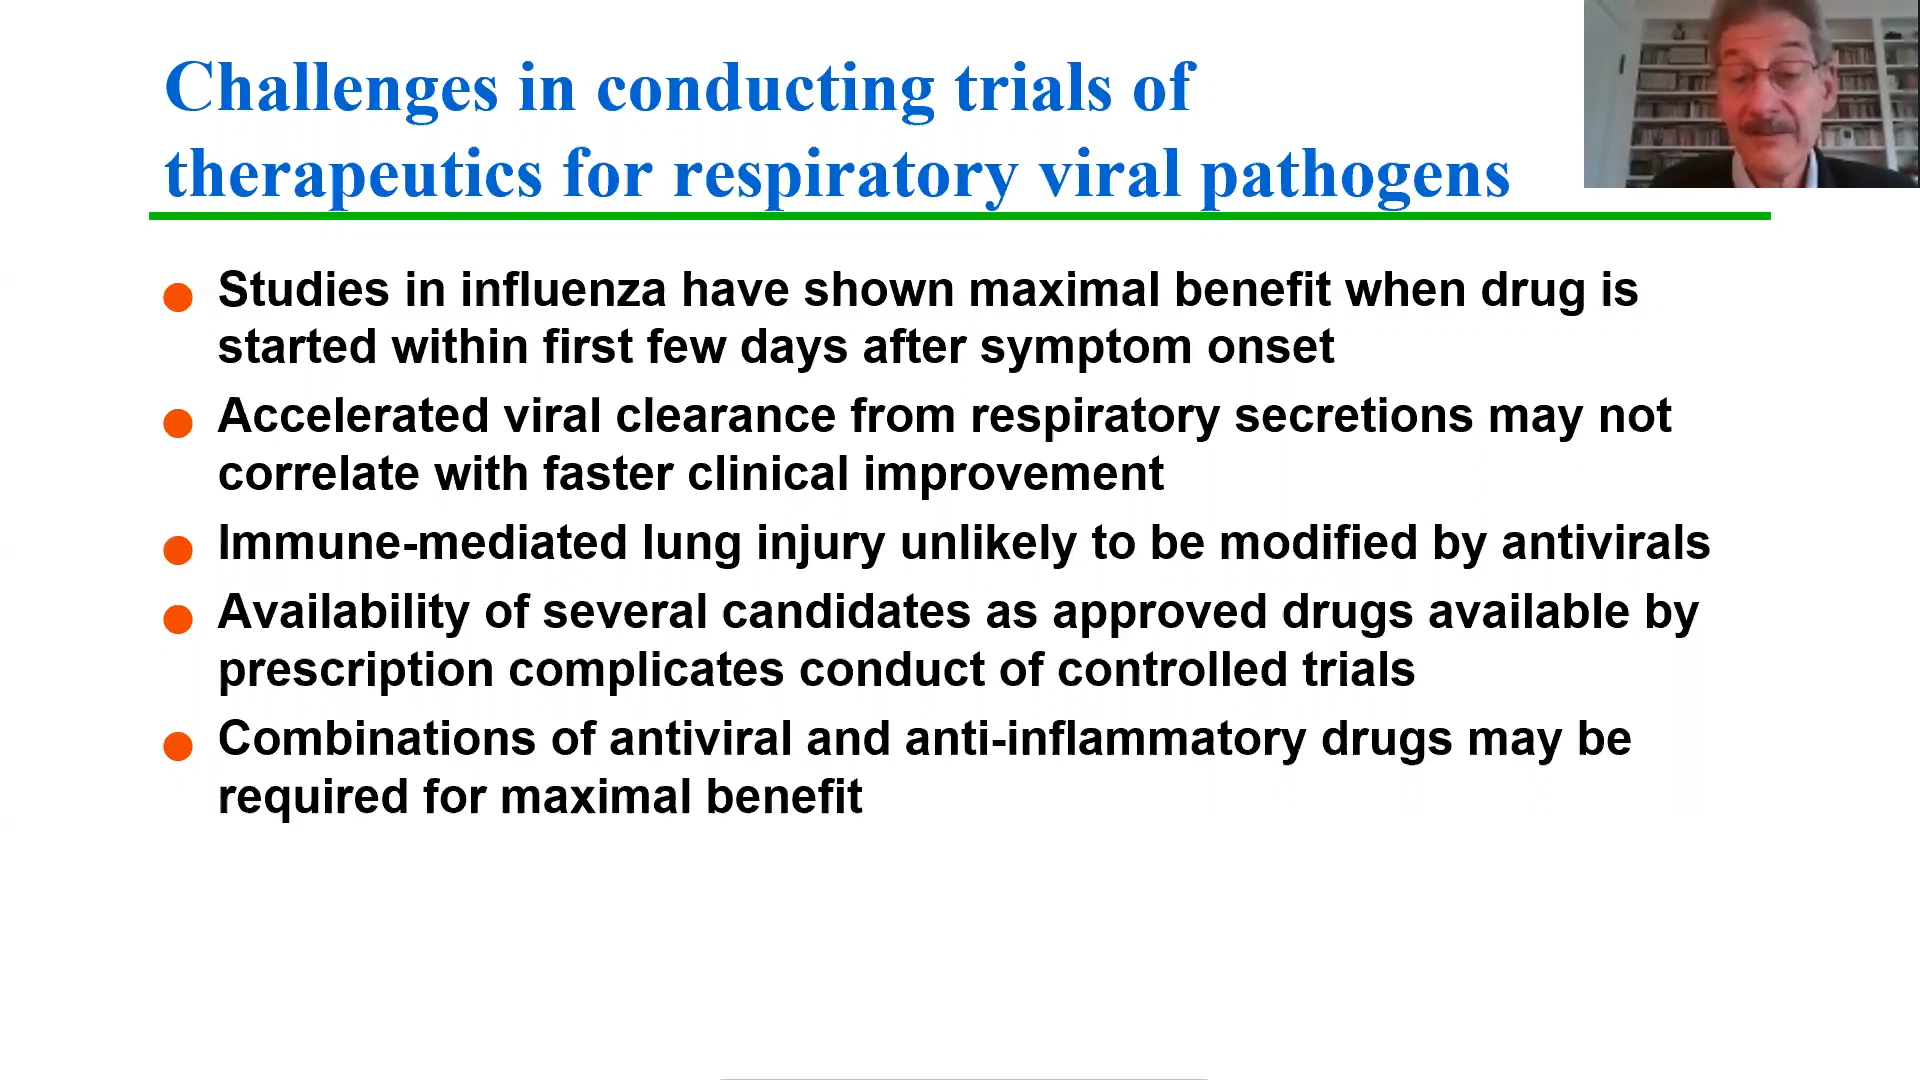 Challenges in conducting trials of
therapeutics for respiratory viral pathogens
Studies in influenza have shown maximal benefit when drug is
started within first few days after symptom onset
Accelerated viral clearance from respiratory secretions may not
correlate with faster clinical improvement
Immune-mediated lung injury unlikely to be modified by antivirals
Availability of several candidates as approved drugs available by
prescription complicates conduct of controlled trials
Combinations of antiviral and anti-inflammatory drugs may be
required for maximal benefit